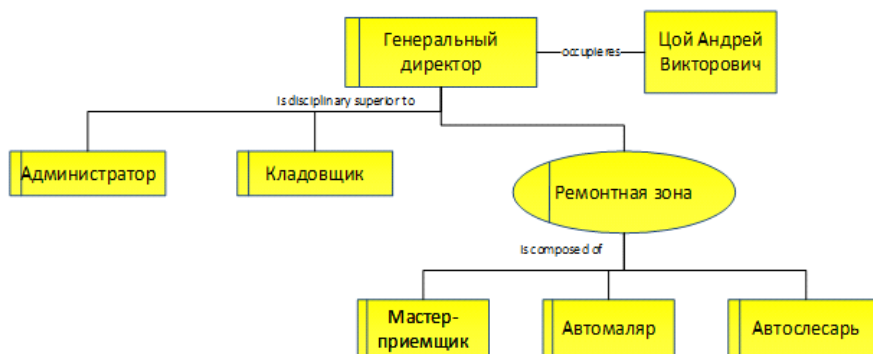 Генеральный
директор
occupieres
Цой Андрей
Викторович
Is disciplinary superior to
Администратор
Кладовщик
Ремонтная зона
Is composed of
Мастер-
приемщик
Автомаляр
Автослесарь